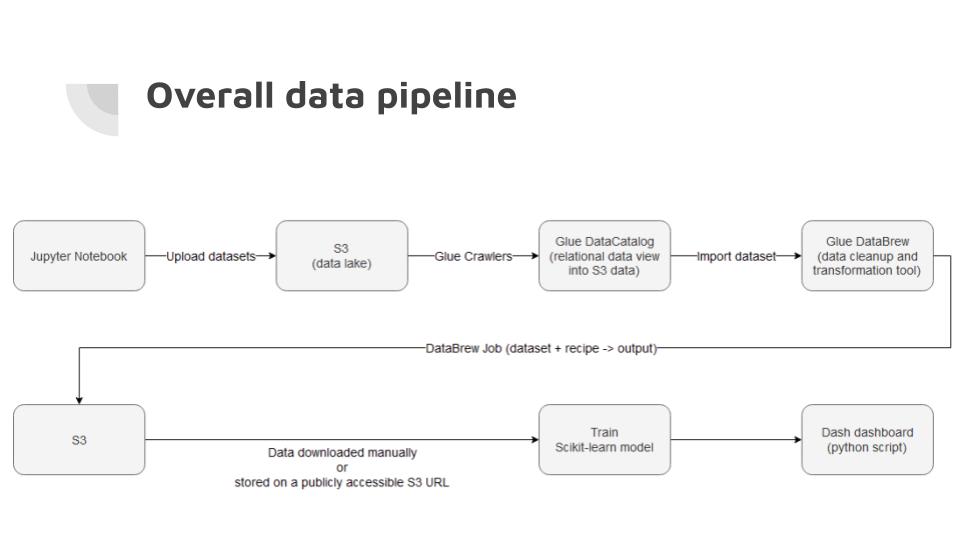 Overall data pipeline
Jupyter Notebook
Upload datasets
S3
(data lake)
Glue Crawlers
Glue DataCatalog
(relational data view
into S3 data)
Import dataset
Glue DataBrew
(data cleanup and
transformation tool)
DataBrew Job (dataset + recipe -> output)
S3
Data downloaded manually
or
stored on a publicly accessible S3 URL
Train
Scikit-learn model
Dash dashboard
(python script)